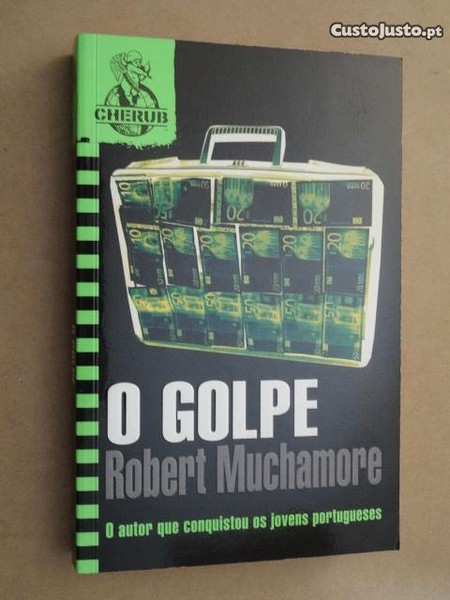 CustoJusto.pt
CHERUB
O GOLPE
Robert Muchamore
O autor que conquistou os jovens portugueses